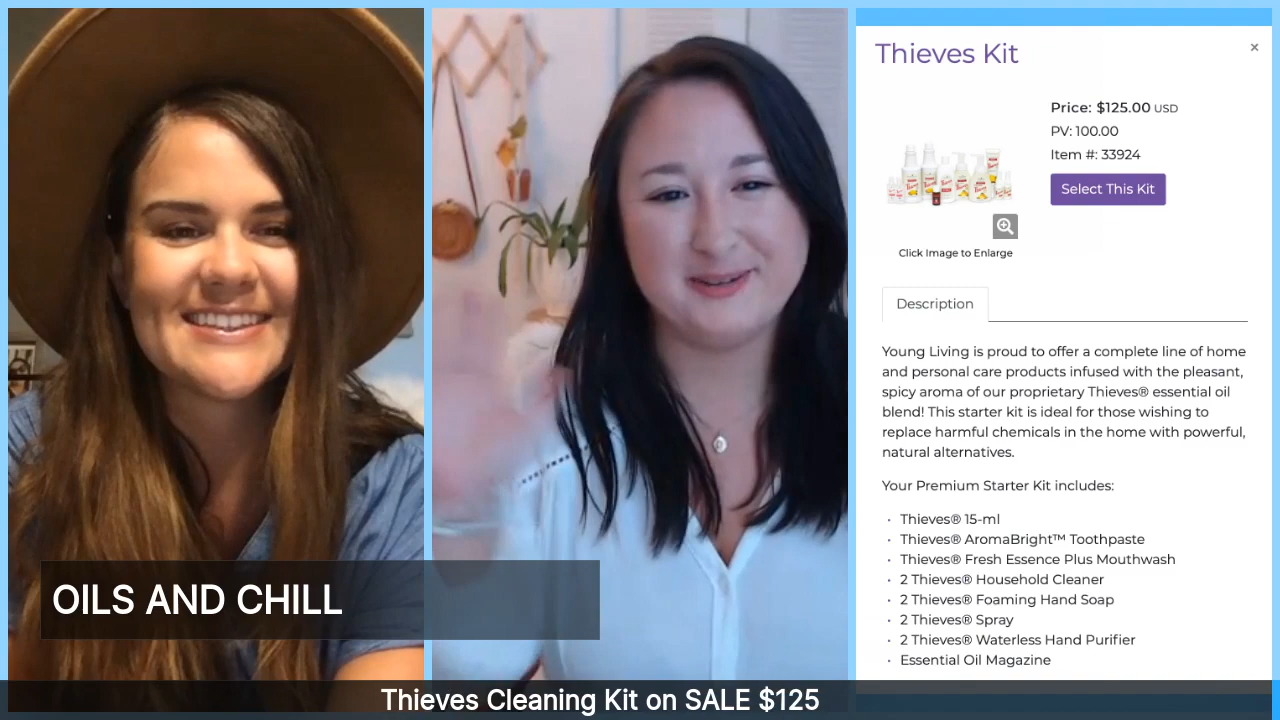 Thieves Kit
×
Price: $125.00 USD
PV: 100.00
Item #: 33924
Select This Kit
Click Image to Enlarge
Description
Young Living is proud to offer a complete line of home
and personal care products infused with the pleasant,
spicy aroma of our proprietary Thieves® essential oil
blend! This starter kit is ideal for those wishing to
replace harmful chemicals in the home with powerful,
natural alternatives.
Your Premium Starter Kit includes:
• Thieves® 15-ml
• Thieves® AromaBright™ Toothpaste
• Thieves® Fresh Essence Plus Mouthwash
• 2 Thieves® Household Cleaner
• 2 Thieves® Foaming Hand Soap
• 2 Thieves® Spray
• 2 Thieves® Waterless Hand Purifier
• Essential Oil Magazine
OILS AND CHILL
Thieves Cleaning Kit on SALE $125